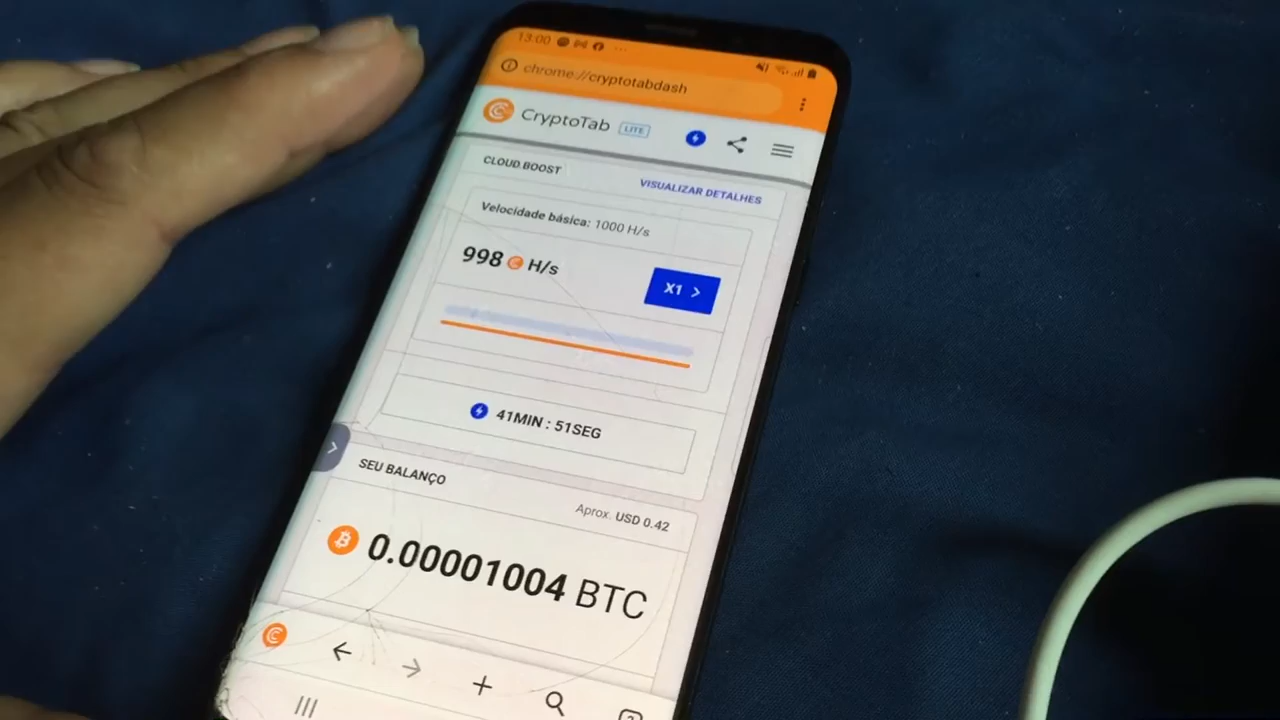 13:00
chrome://cryptotabdash
CryptoTab LITE
CLOUD.BOOST
VISUALIZAR DETALHES
Velocidade básica: 1000 H/s
998 H/s
X1 >
41MIN : 51SEG
SEU BALANÇO
Aprox. USD 0.42
0.00001004 BTC